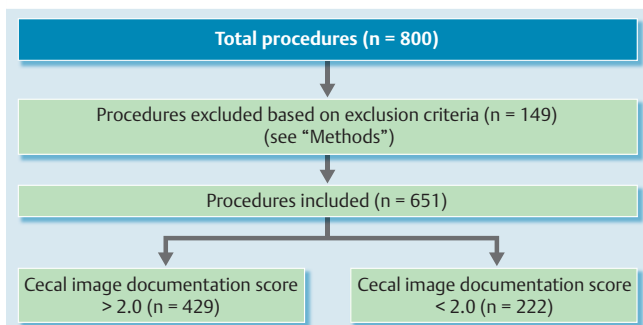 Total procedures (n = 800)
Procedures excluded based on exclusion criteria (n = 149)
(see “Methods”)
Procedures included (n = 651)
Cecal image documentation score
> 2.0 (n = 429)
Cecal image documentation score
< 2.0 (n = 222)